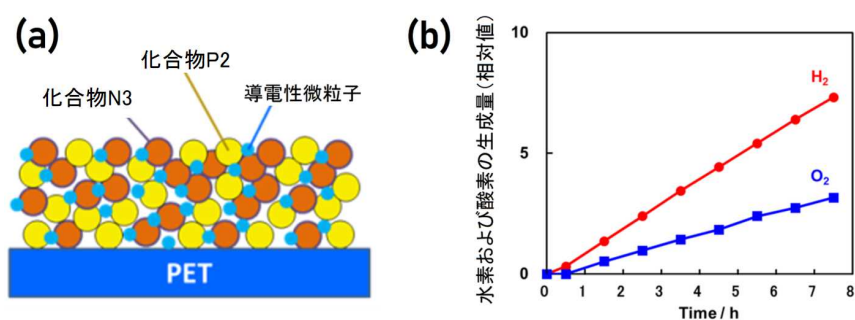 (a)
化合物P2
化合物N3
導電性微粒子
PET
(b)
水素および酸素の生成量(相対値)
10
5
0
H2
O2
0 1 2 3 4 5 6 7 8
Time / h